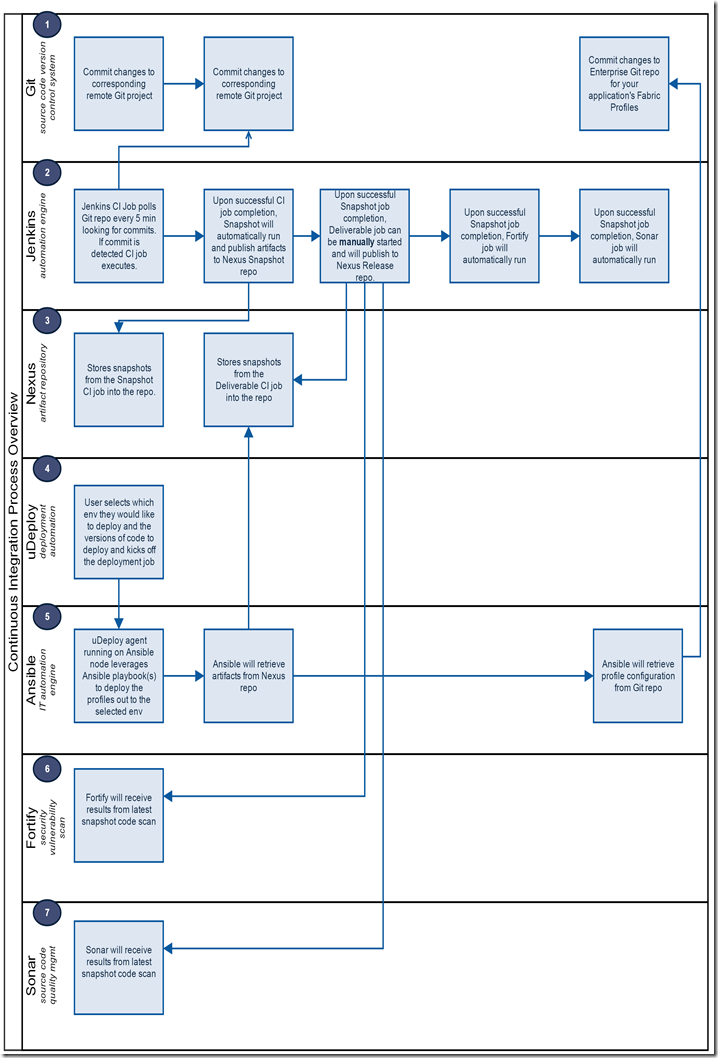 Continuous Integration Process Overview
1
Git
source code version
control system
Commit changes to
corresponding
remote Git project
Commit changes to
corresponding
remote Git project
Commit changes to
Enterprise Git repo
for your
application's Fabric
Profiles
2
Jenkins
automation engine
Jenkins CI Job polls
Git repo every 5 min
looking for commits.
If commit is
detected CI job
executes.
Upon successful CI
job completion,
Snapshot will
automatically run
and publish artifacts
to Nexus Snapshot
repo
Upon successful
Snapshot job
completion,
Deliverable job can
be manually started
and will publish to
Nexus Release
repo.
Upon successful
Snapshot job
completion, Fortify
job will
automatically run
Upon successful
Snapshot job
completion, Sonar
job will
automatically run
3
Nexus
artifact repository
Stores snapshots
from the Snapshot
CI job into the repo.
Stores snapshots
from the
Deliverable CI job
into the repo
4
uDeploy
deployment
automation
User selects which
env they would like
to deploy and the
versions of code to
deploy and kicks off
the deployment job
5
Ansible
IT automation
engine
uDeploy agent
running on Ansible
node leverages
Ansible playbook(s)
to deploy the
profiles out to the
selected env
Ansible will retrieve
artifacts from Nexus
repo
Ansible will retrieve
profile configuration
from Git repo
6
Fortify
security
vulnerability
scan
Fortify will receive
results from latest
snapshot code scan
7
Sonar
source code
quality mgmt
Sonar will receive
results from latest
snapshot code scan